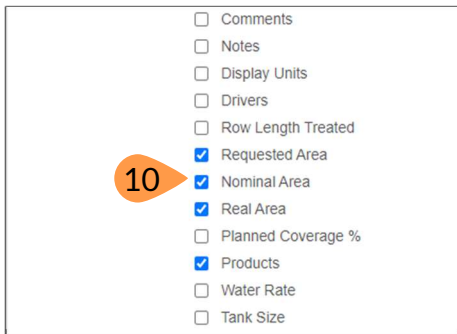 Comments
Notes
Display Units
Drivers
Row Length Treated
Requested Area
10 Nominal Area
Real Area
Planned Coverage %
Products
Water Rate
Tank Size